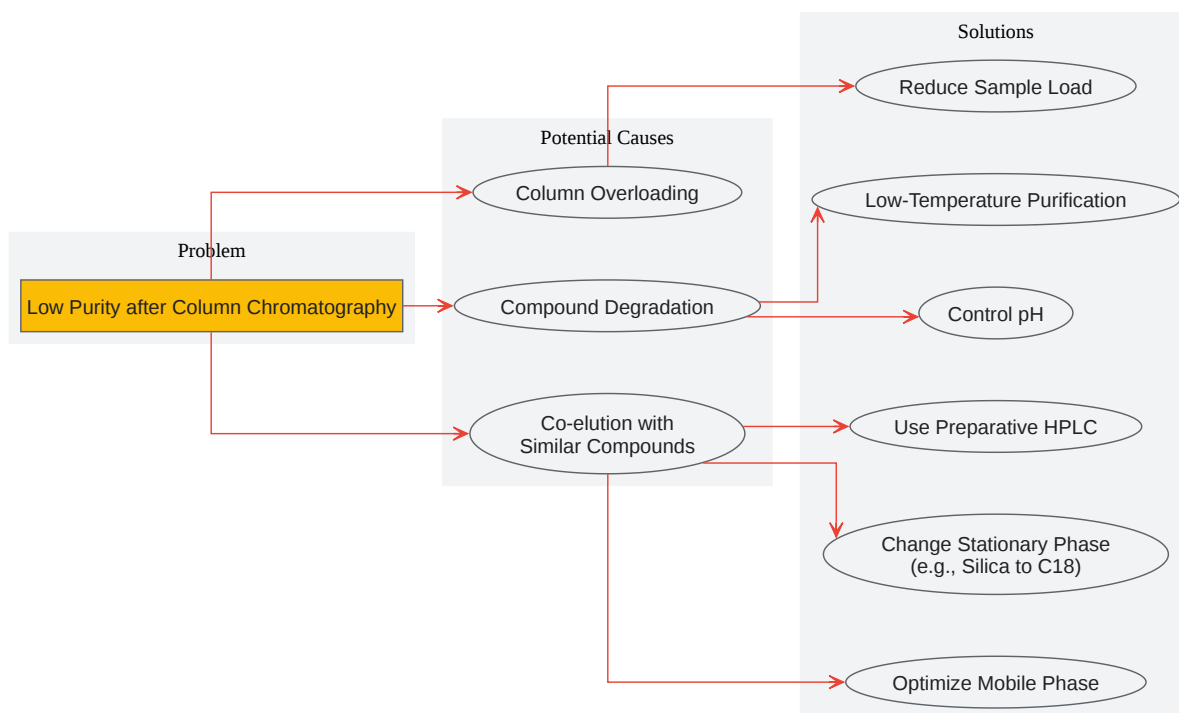 Problem
Low Purity after Column Chromatography
Potential Causes
Column Overloading
Compound Degradation
Co-elution with
Similar Compounds
Solutions
Reduce Sample Load
Low-Temperature Purification
Control pH
Use Preparative HPLC
Change Stationary Phase
(e.g., Silica to C18)
Optimize Mobile Phase